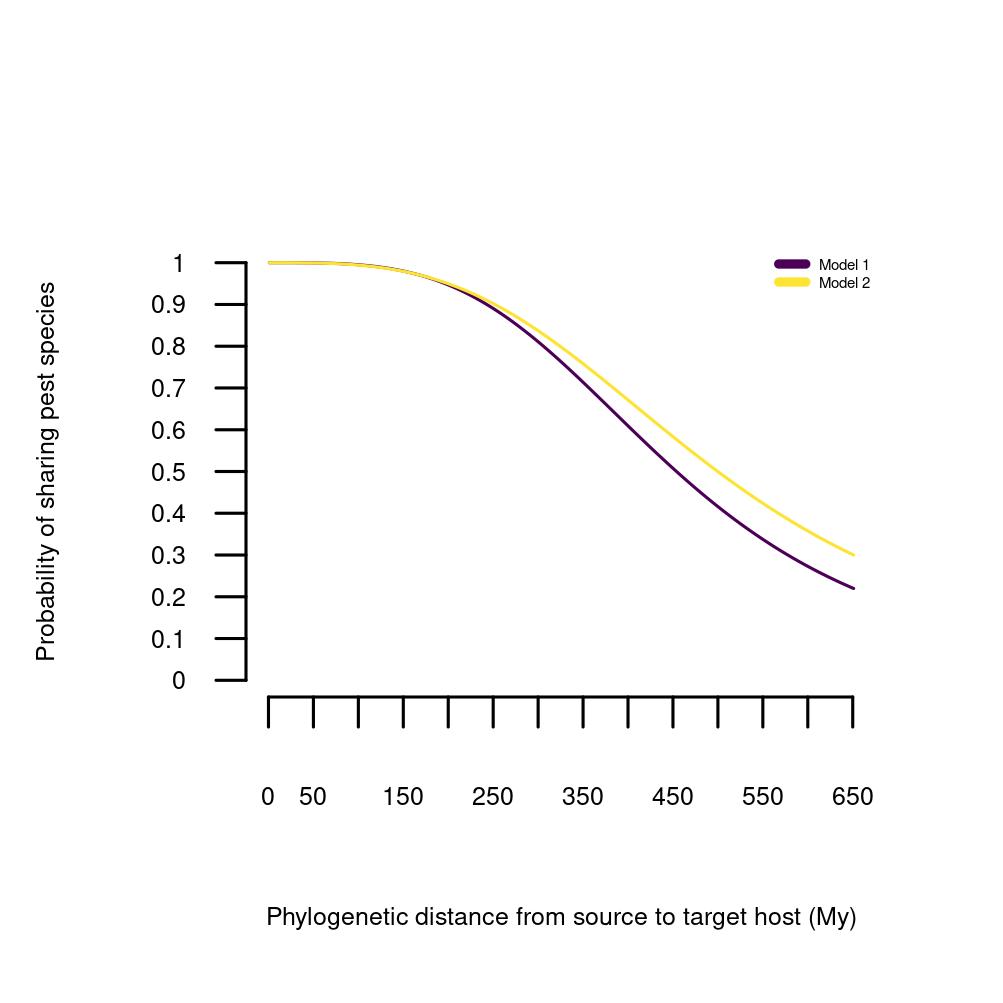 Model 1
Model 2
Probability of sharing pest species
1
0.9
0.8
0.7
0.6
0.5
0.4
0.3
0.2
0.1
0
0 50 150 250 350 450 550 650
Phylogenetic distance from source to target host (My)